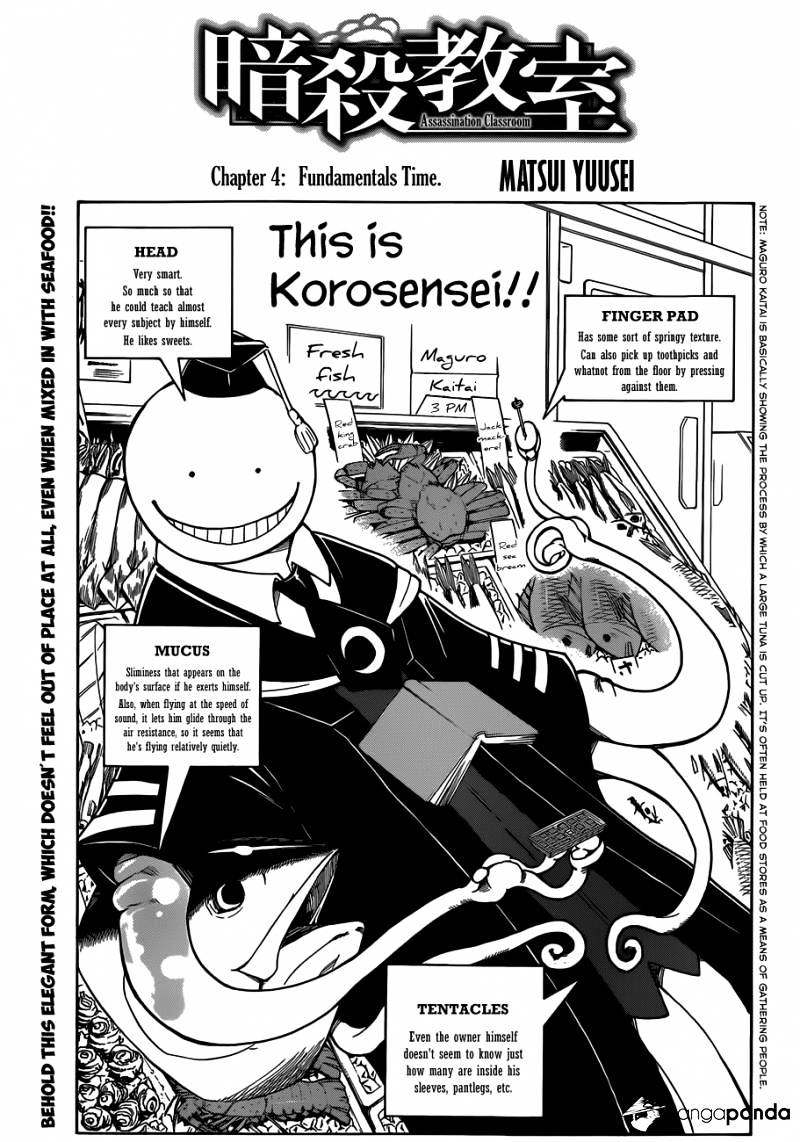 暗殺教室
Assassination Classroom
Chapter 4: Fundamentals Time.
MATSUI YUUSEI
BEHOLD THIS ELEGANT FORM, WHICH DOESN'T FEEL OUT OF PLACE AT ALL, EVEN WHEN MIXED IN WITH SEAFOOD!!
This is
Korosensei!!
HEAD
Very smart.
So much so that
he could teach almost
every subject by himself.
He likes sweets.
FINGER PAD
Has some sort of springy texture.
Can also pick up toothpicks and
whatnot from the floor by pressing
against them.
Fresh
fish
Maguro
Kaitai
3 PM
Red
king
crab
Jack
mack
erel
Red sea
bream
MUCUS
Sliminess that appears on the
body's surface if he exerts himself.
Also, when flying at the speed of
sound, it lets him glide through the
air resistance, so it seems that
he's flying relatively quietly.
TENTACLES
Even the owner himself
doesn't seem to know just
how many are inside his
sleeves, pantlegs, etc.
NOTE: MAGURO KAITAI IS BASICALLY SHOWING THE PROCESS BY WHICH A LARGE TUNA IS CUT UP. IT'S OFTEN HELD AT FOOD STORES AS A MEANS OF GATHERING PEOPLE.
mangapanda